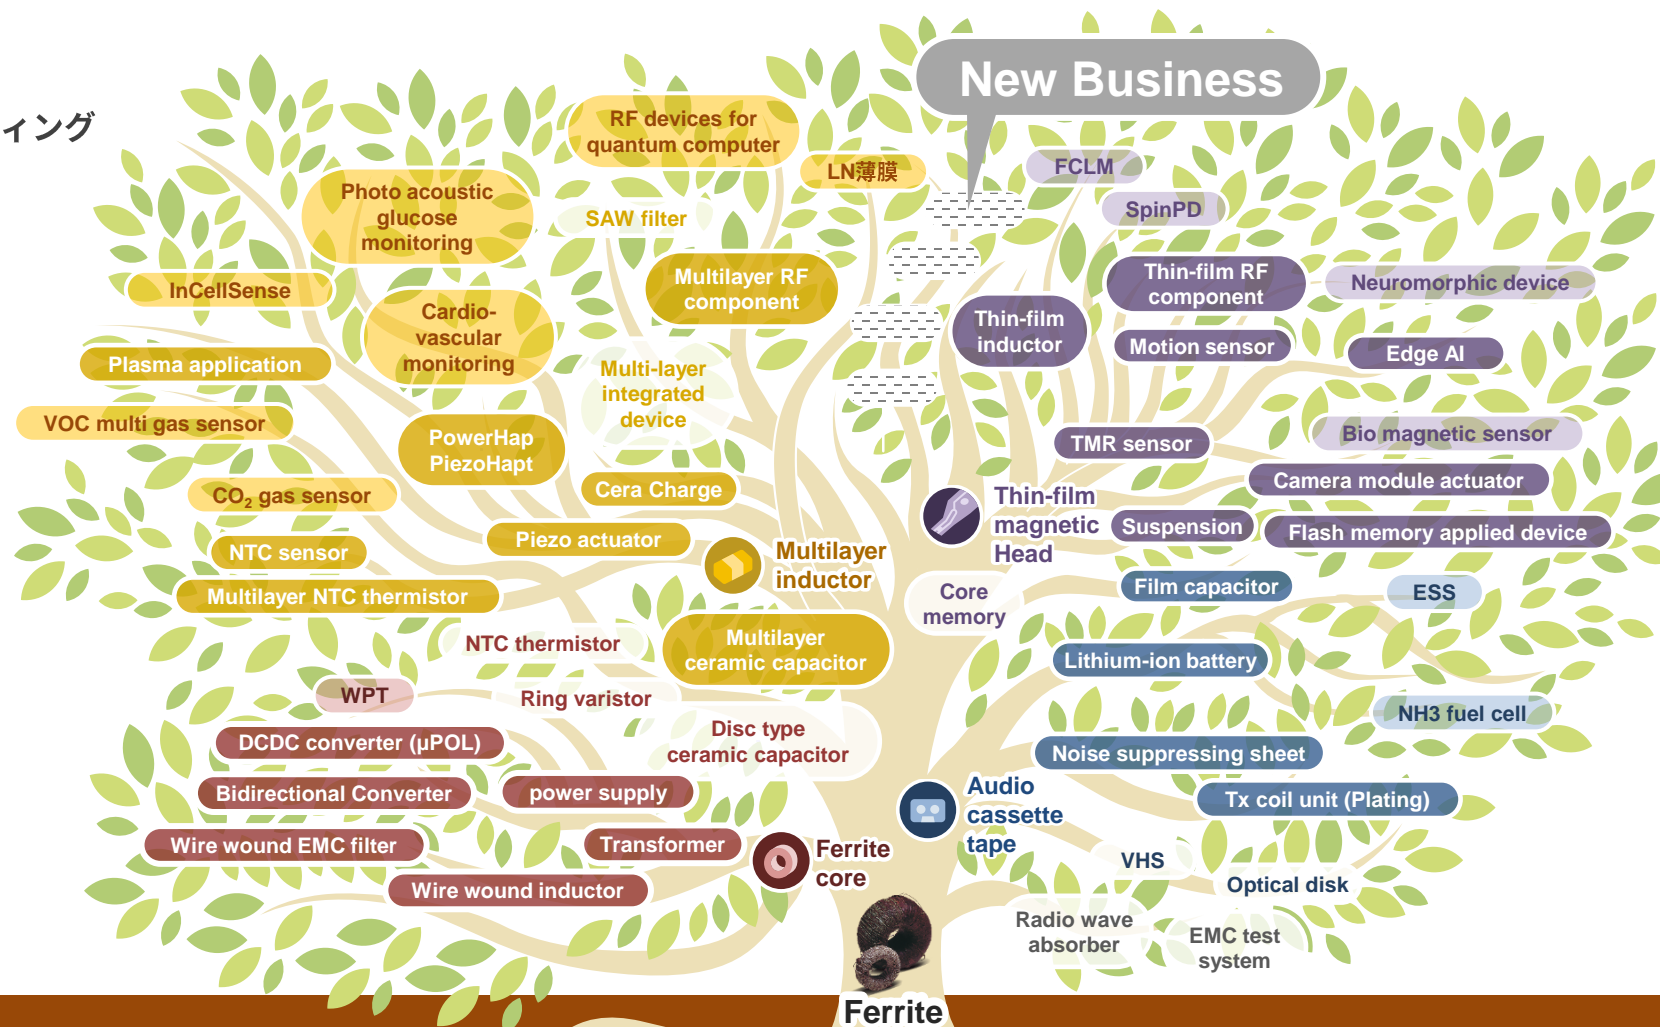 ィング
New Business
RF devices for
quantum computer
LN薄膜
FCLM
Photo acoustic
glucose
monitoring
SAW filter
SpinPD
InCellSense
Multilayer RF
component
Thin-film RF
component
Neuromorphic device
Cardio-
vascular
monitoring
Thin-film
inductor
Motion sensor
Edge AI
Plasma application
Multi-layer
integrated
device
VOC multi gas sensor
PowerHap
PiezoHapt
TMR sensor
Bio magnetic sensor
CO₂ gas sensor
Cera Charge
Camera module actuator
Thin-film
magnetic
Head
Suspension
Flash memory applied device
NTC sensor
Piezo actuator
Multilayer
inductor
Multilayer NTC thermistor
Core
memory
Film capacitor
ESS
NTC thermistor
Multilayer
ceramic capacitor
Lithium-ion battery
WPT
Ring varistor
NH3 fuel cell
DCDC converter (μPOL)
Disc type
ceramic capacitor
Noise suppressing sheet
Bidirectional Converter
power supply
Audio
cassette
tape
Tx coil unit (Plating)
Wire wound EMC filter
Transformer
Ferrite
core
VHS
Optical disk
Wire wound inductor
Radio wave
absorber
EMC test
system
Ferrite